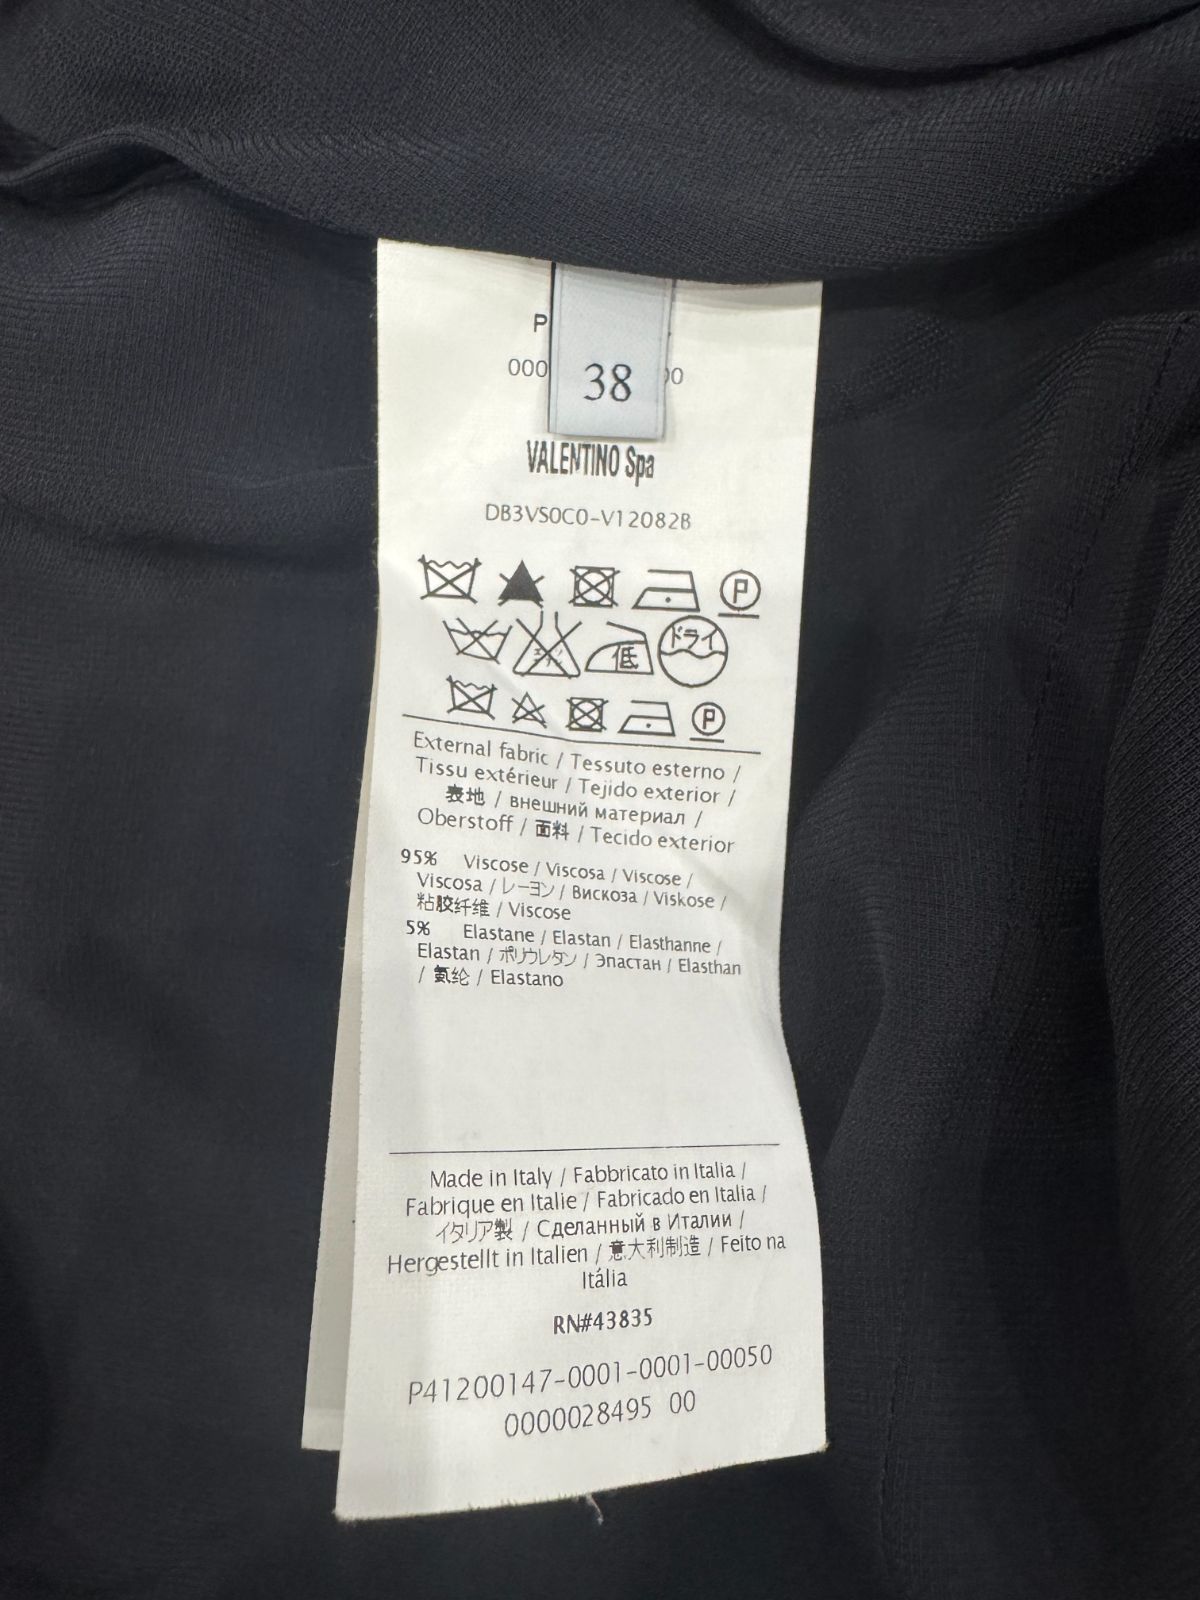 P
000
38
00
VALENTINO Spa
DB3VS0C0-V12082B
P
ドライ
エンソ
低
P
External fabric / Tessuto esterno /
Tissu extérieur / Tejido exterior /
表地 / внешний материал /
Oberstoff / 面料 / Tecido exterior
95% Viscose / Viscosa / Viscose /
Viscosa / レーヨン / Вискоза / Viskose /
粘胶纤维 / Viscose
5% Elastane / Elastan / Elasthanne /
Elastan / ポリウレタン / Эластан / Elasthan
/ 氨纶 / Elastano
Made in Italy / Fabbricato in Italia /
Fabrique en Italie / Fabricado en Italia /
イタリア製 / Сделанный в Италии /
Hergestellt in Italien / 意大利制造 / Feito na
Itália
RN#43835
P41200147-0001-0001-00050
0000028495 00